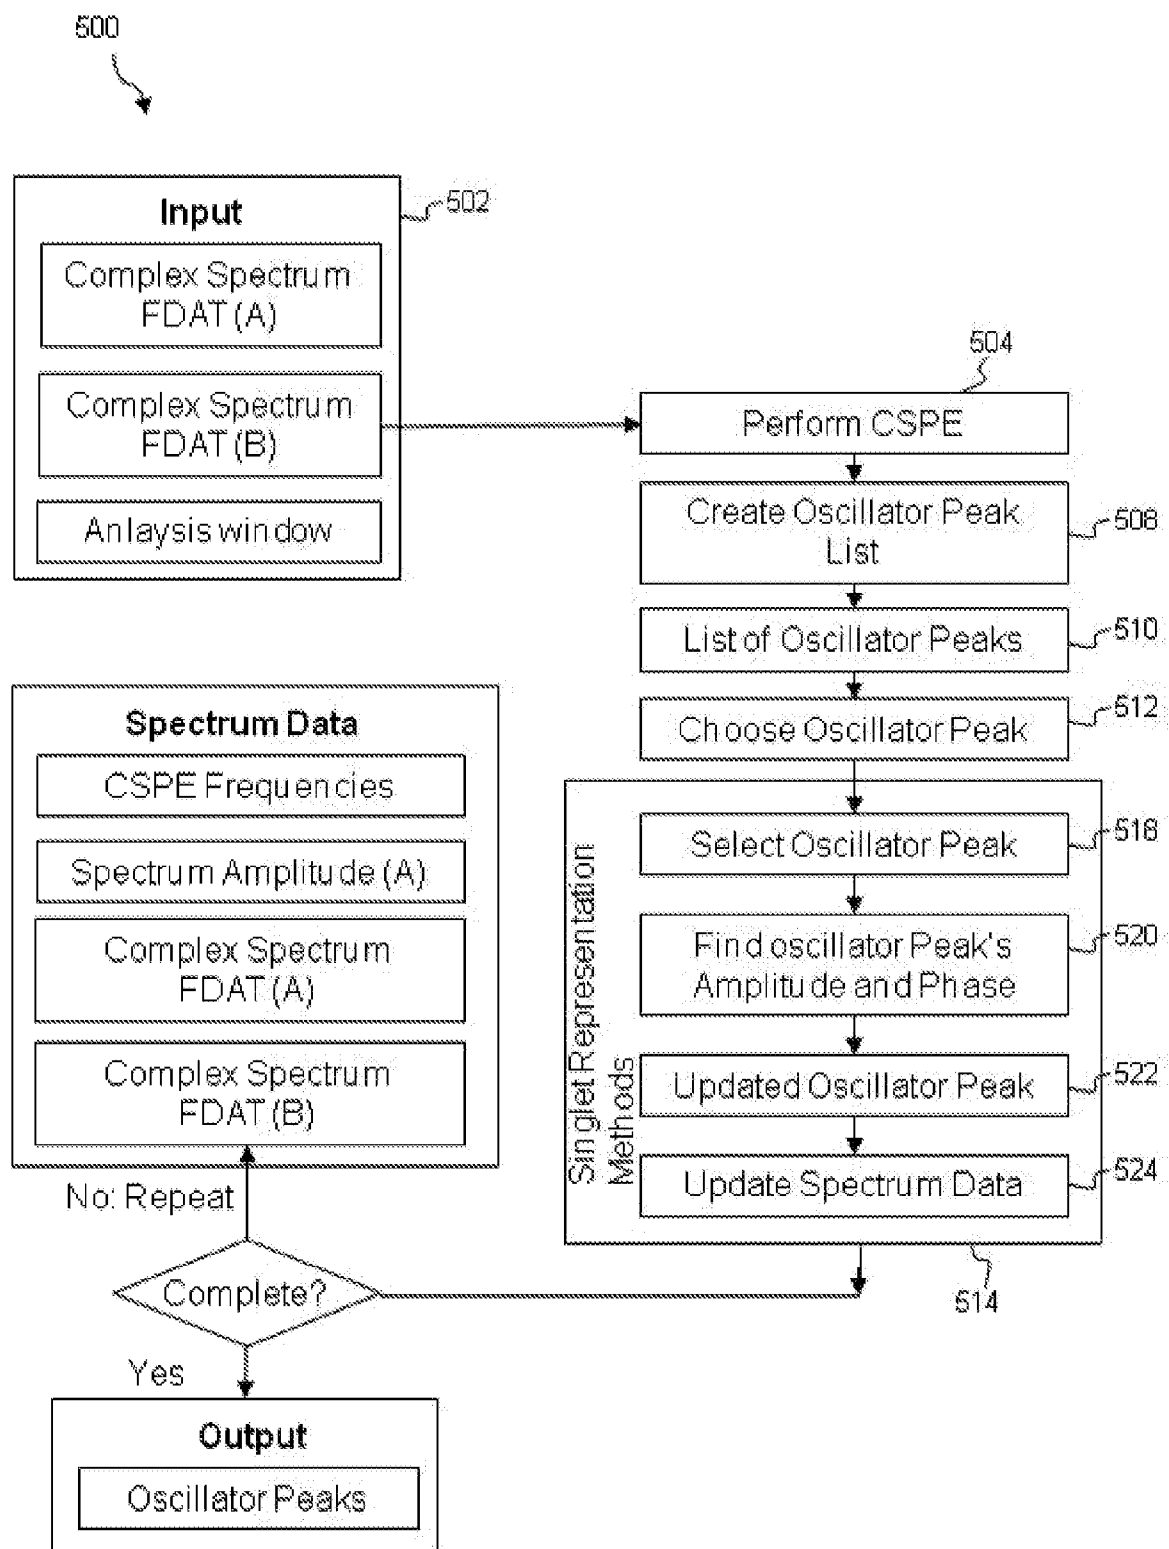 500
Input
502
Complex Spectrum
FDAT (A)
Complex Spectrum
FDAT (B)
Anlaysis window
504
Perform CSPE
Create Oscillator Peak
List
508
List of Oscillator Peaks
510
Choose Oscillator Peak
512
Spectrum Data
CSPE Frequencies
Spectrum Amplitude (A)
Complex Spectrum
FDAT (A)
Complex Spectrum
FDAT (B)
Singlet Representation
Methods
Select Oscillator Peak
518
Find oscillator Peak's
Amplitude and Phase
520
Updated Oscillator Peak
522
Update Spectrum Data
524
514
No: Repeat
Complete?
Yes
Output
Oscillator Peaks